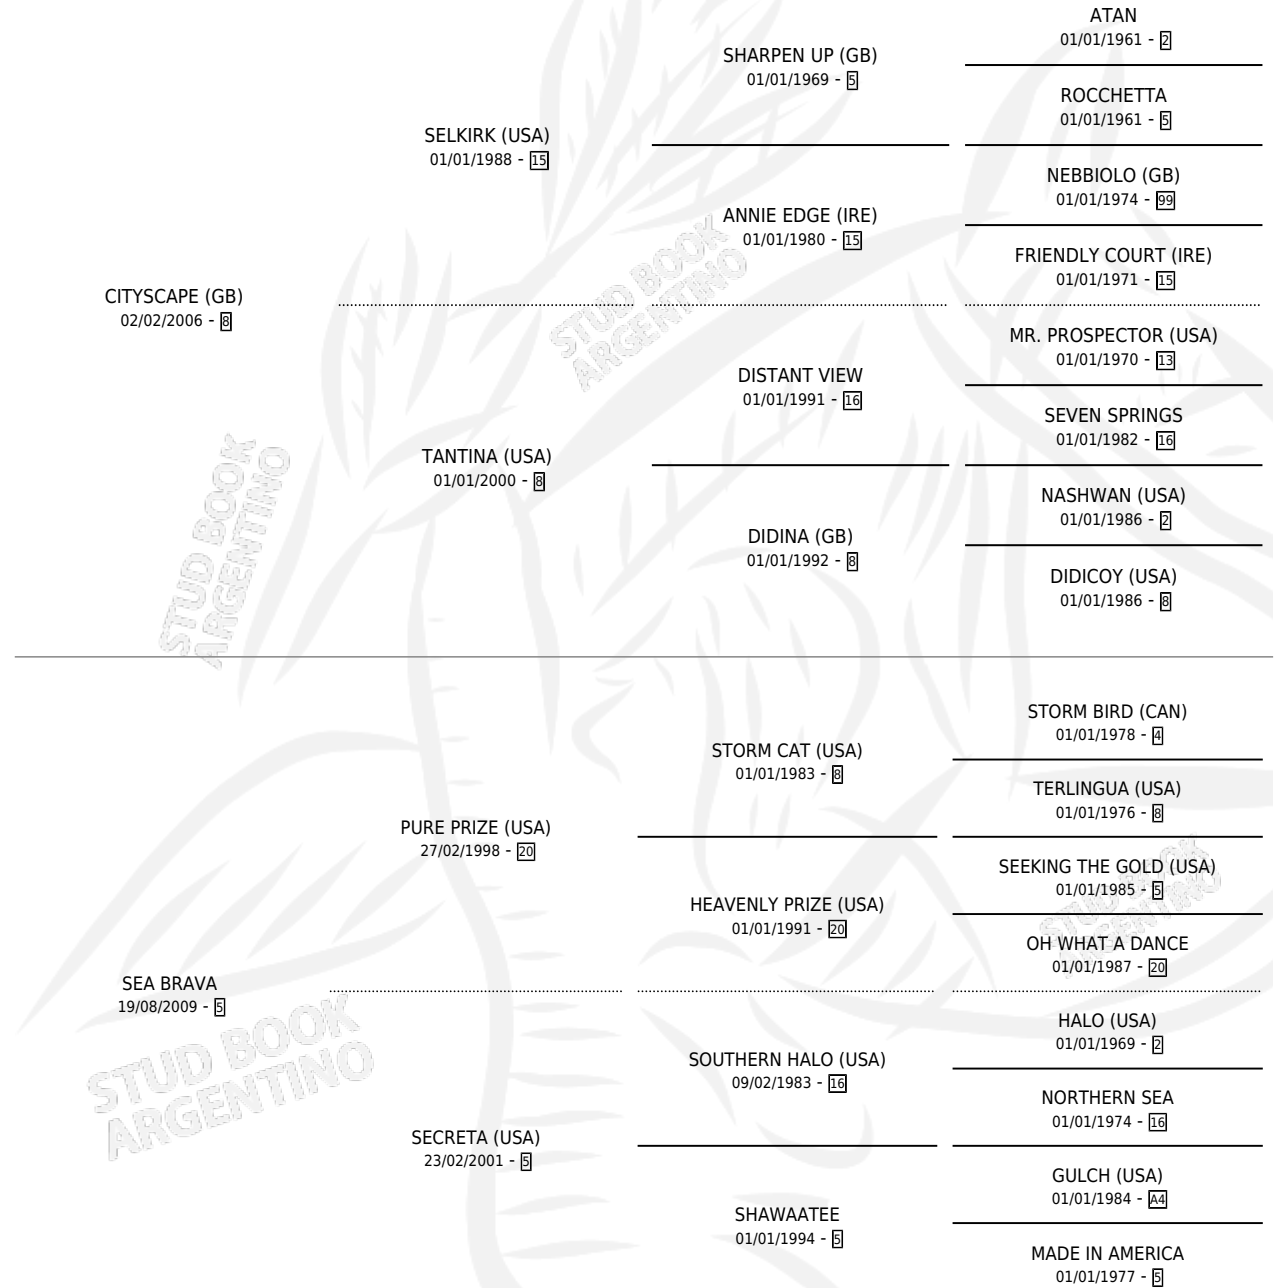 ATAN
01/01/1961 - 2
SHARPEN UP (GB)
01/01/1969 - 5
ROCCHETTA
01/01/1961 - 5
SELKIRK (USA)
01/01/1988 - 15
NEBBIOLO (GB)
01/01/1974 - 99
ANNIE EDGE (IRE)
01/01/1980 - 15
FRIENDLY COURT (IRE)
01/01/1971 - 15
CITYSCAPE (GB)
02/02/2006 - 8
STUD BOOK
ARGENTINO
MR. PROSPECTOR (USA)
01/01/1970 - 13
DISTANT VIEW
01/01/1991 - 16
SEVEN SPRINGS
01/01/1982 - 16
TANTINA (USA)
01/01/2000 - 8
NASHWAN (USA)
01/01/1986 - 2
DIDINA (GB)
01/01/1992 - 8
DIDICOY (USA)
01/01/1986 - 8
STUD BOOK
ARGENTINO
STORM BIRD (CAN)
01/01/1978 - 4
STORM CAT (USA)
01/01/1983 - 8
TERLINGUA (USA)
01/01/1976 - 8
PURE PRIZE (USA)
27/02/1998 - 20
SEEKING THE GOLD (USA)
01/01/1985 - 5
HEAVENLY PRIZE (USA)
01/01/1991 - 20
STUD BOOK
ARGENTINO
OH WHAT A DANCE
01/01/1987 - 20
SEA BRAVA
19/08/2009 - 5
HALO (USA)
01/01/1969 - 2
SOUTHERN HALO (USA)
09/02/1983 - 16
NORTHERN SEA
01/01/1974 - 16
STUD BOOK
ARGENTINO
SECRETA (USA)
23/02/2001 - 5
GULCH (USA)
01/01/1984 - A4
SHAWAATEE
01/01/1994 - 5
MADE IN AMERICA
01/01/1977 - 5